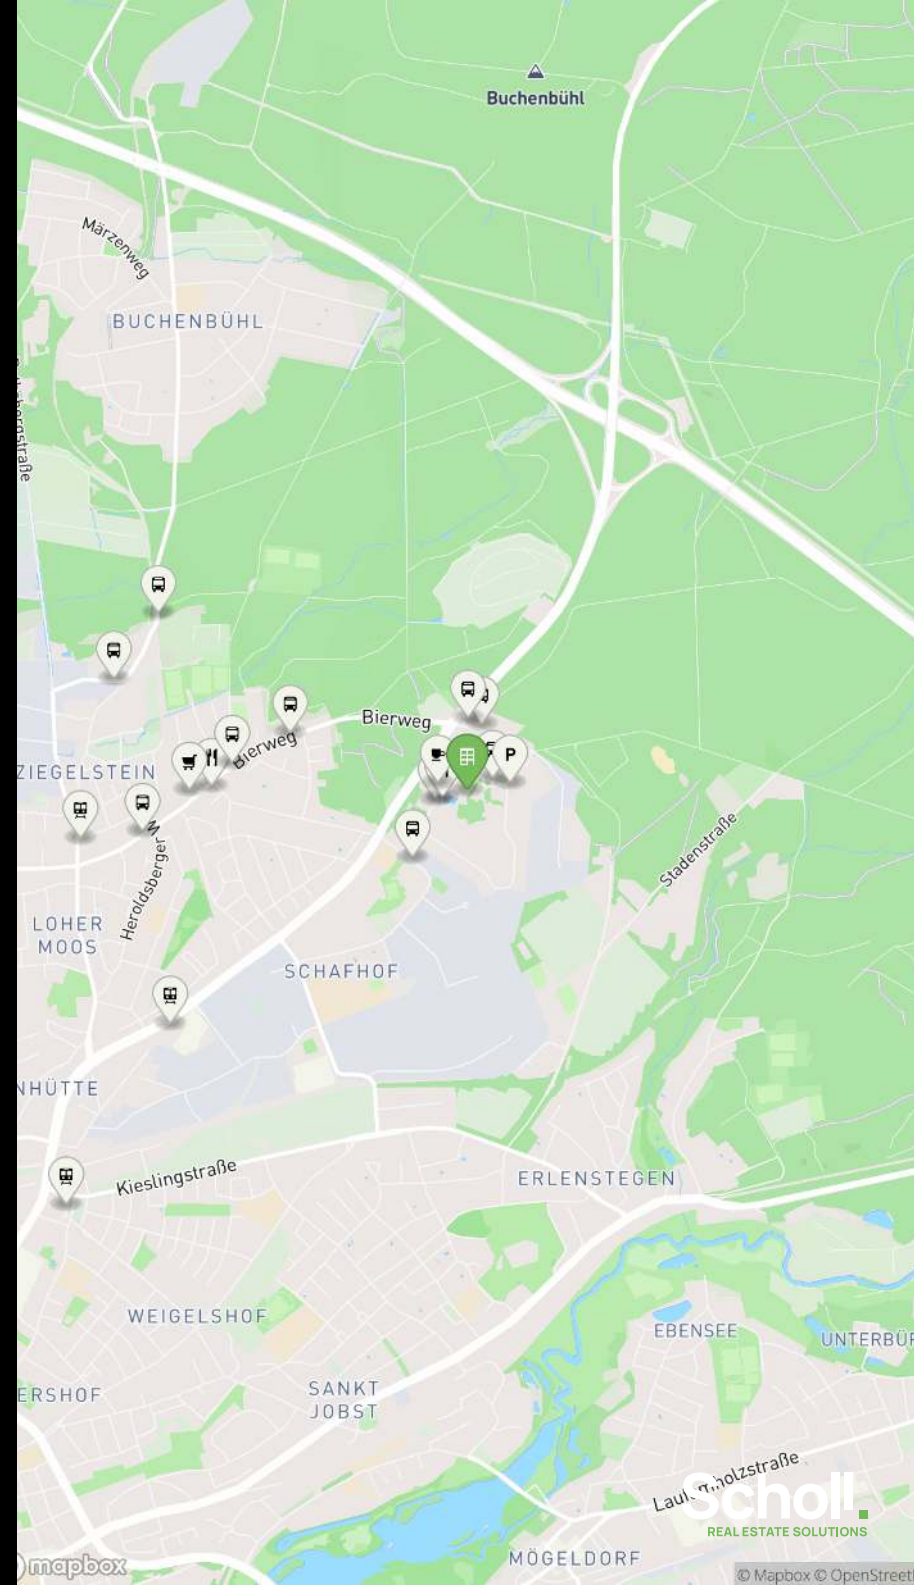 Buchenbühl
Märzenweg
BUCHENBÜHL
Bierweg
Bierweg
ZIEGELSTEIN
P
Heroldsberger W
Stadenstraße
LOHER
MOOS
SCHAFHOF
NHÜTTE
Kieslingstraße
ERLENSTEGEN
WEIGELSHOF
EBENSEE
UNTERBÜR
ERSHOF
SANKT
JOBST
Scholl.
REAL ESTATE SOLUTIONS
MÖGELDORF
mapbox
© Mapbox © OpenStreet